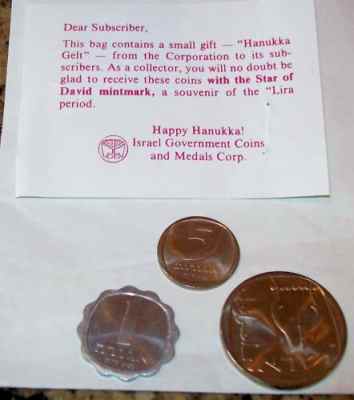 Dear Subscriber,
This bag contains a small gift — "Hanukka
Gelt" — from the Corporation to its sub-
scribers. As a collector, you will no doubt be
glad to receive these coins with the Star of
David mintmark, a souvenir of the "Lira
period.
Happy Hanukka!
Israel Government Coins
and Medals Corp.
5
1